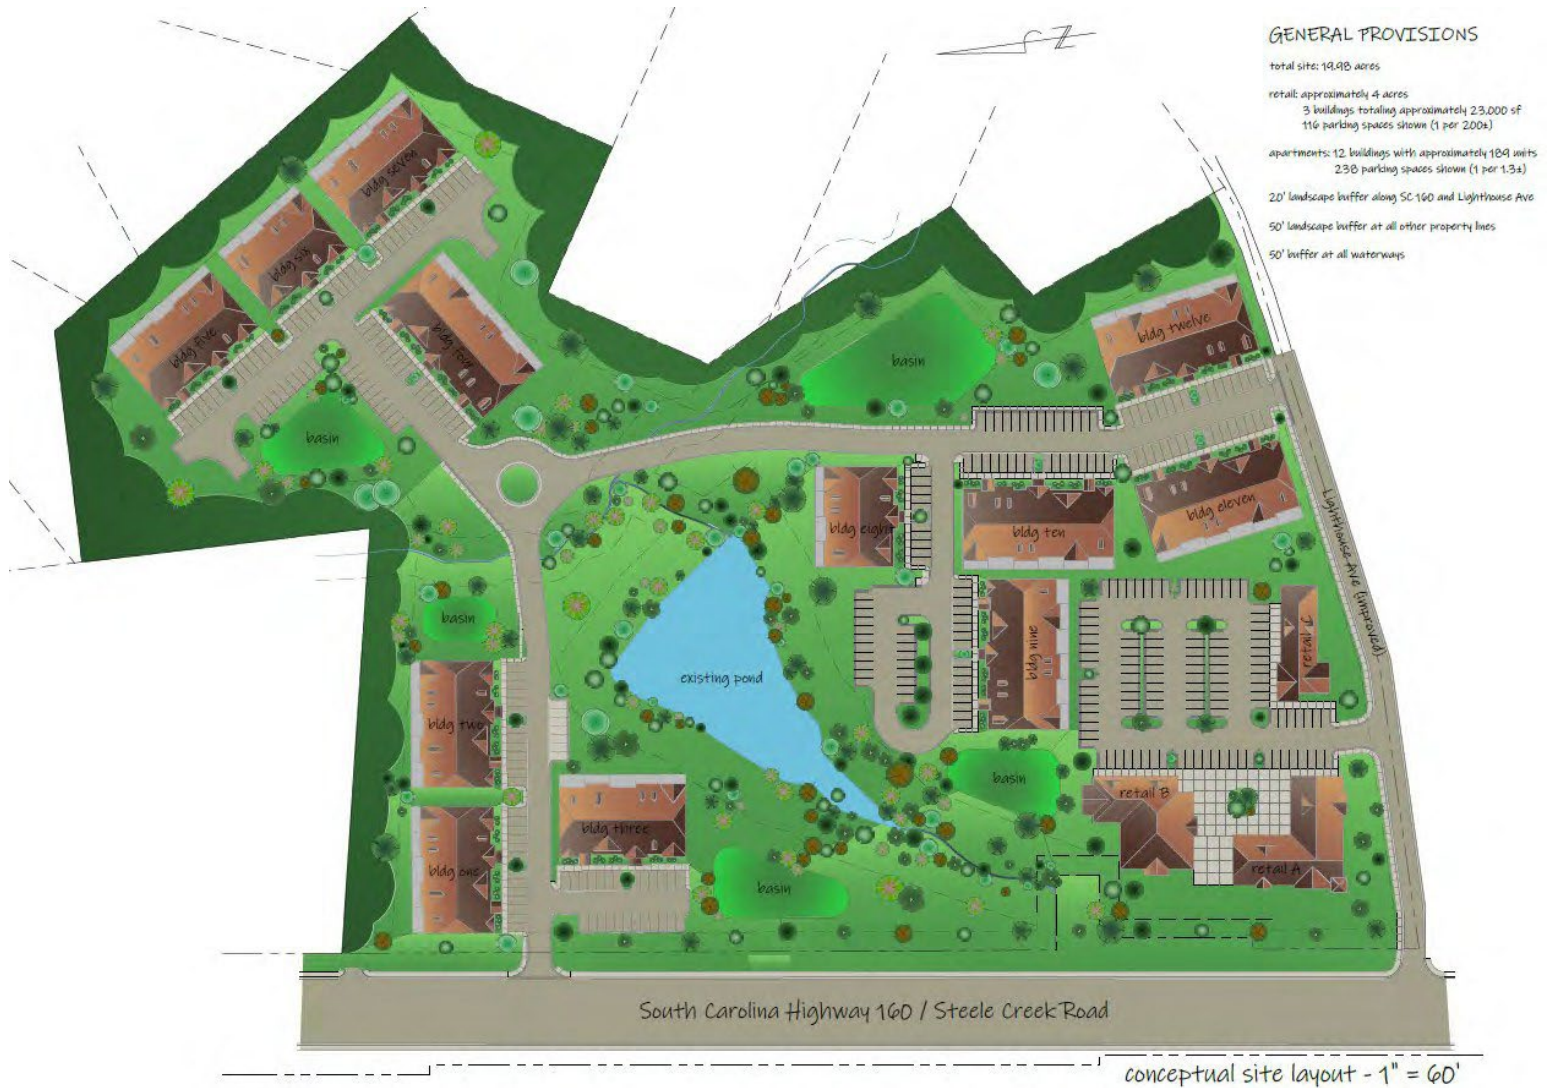 GENERAL PROVISIONS
total site: 19.98 acres
retail: approximately 4 acres
3 buildings totaling approximately 23,000 sf
116 parking spaces shown (1 per 200±)
apartments: 12 buildings with approximately 189 units
238 parking spaces shown (1 per 1.3±)
20' landscape buffer along SC 160 and Lighthouse Ave
50' landscape buffer at all other property lines
50' buffer at all waterways
N
bldg seven
bldg six
bldg five
bldg four
basin
basin
bldg twelve
bldg eleven
bldg ten
bldg eight
bldg nine
Lighthouse Ave (improved)
basin
existing pond
bldg two
bldg one
bldg three
basin
basin
retail B
retail A
South Carolina Highway 160 / Steele Creek Road
conceptual site layout - 1" = 60'